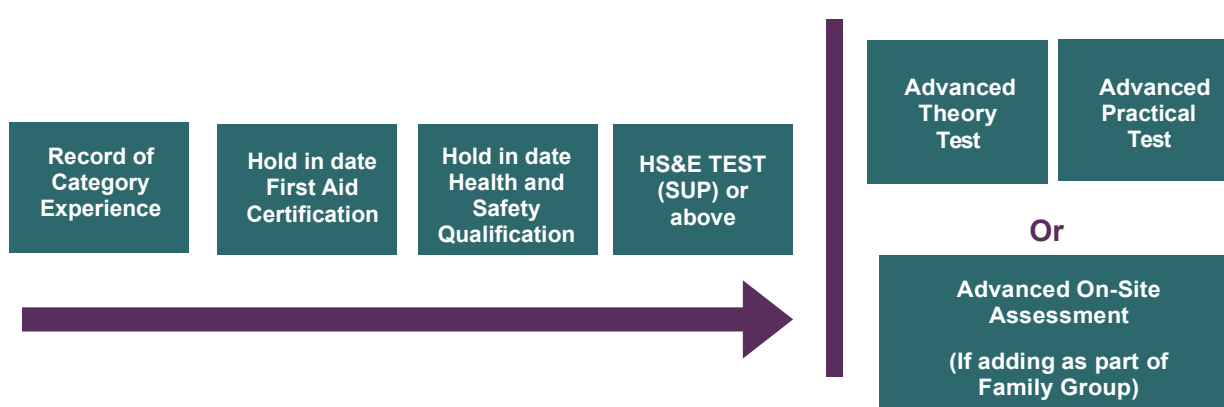 Record of
Category
Experience
Hold in date
First Aid
Certification
Hold in date
Health and
Safety
Qualification
HS&E TEST
(SUP) or
above
Advanced
Theory
Test
Advanced
Practical
Test
Or
Advanced On-Site
Assessment
(If adding as part of
Family Group)